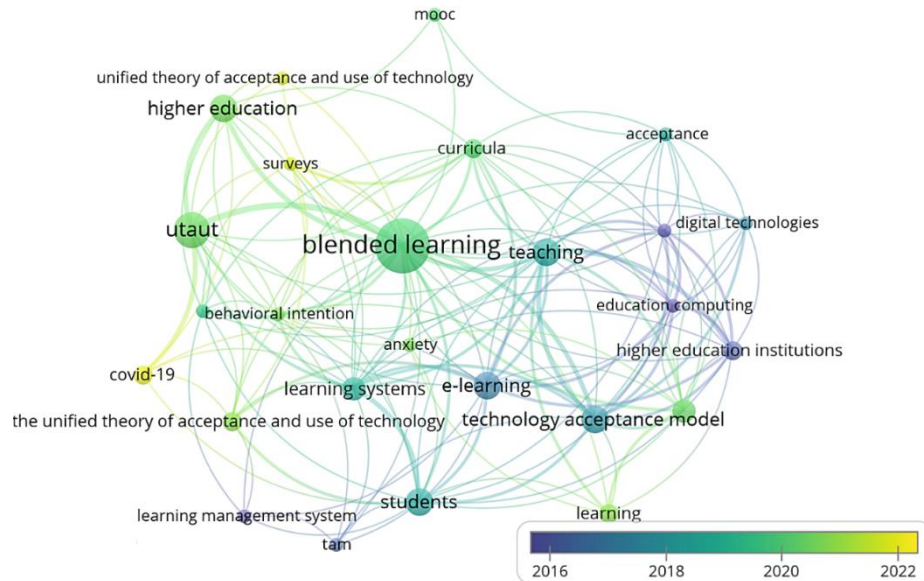 mooc
unified theory of acceptance and use of technology
higher education
acceptance
curricula
surveys
digital technologies
utaut
blended learning
teaching
education computing
behavioral intention
anxiety
higher education institutions
covid-19
learning systems
e-learning
the unified theory of acceptance and use of technology
technology acceptance model
students
learning management system
learning
tam
2016
2018
2020
2022